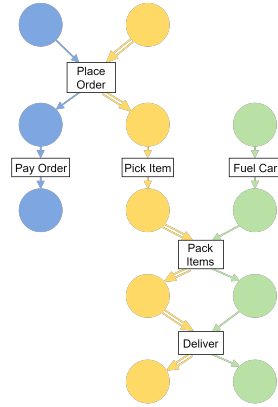 Place
Order
Pay Order
Pick Item
Fuel Car
Pack
Items
Deliver